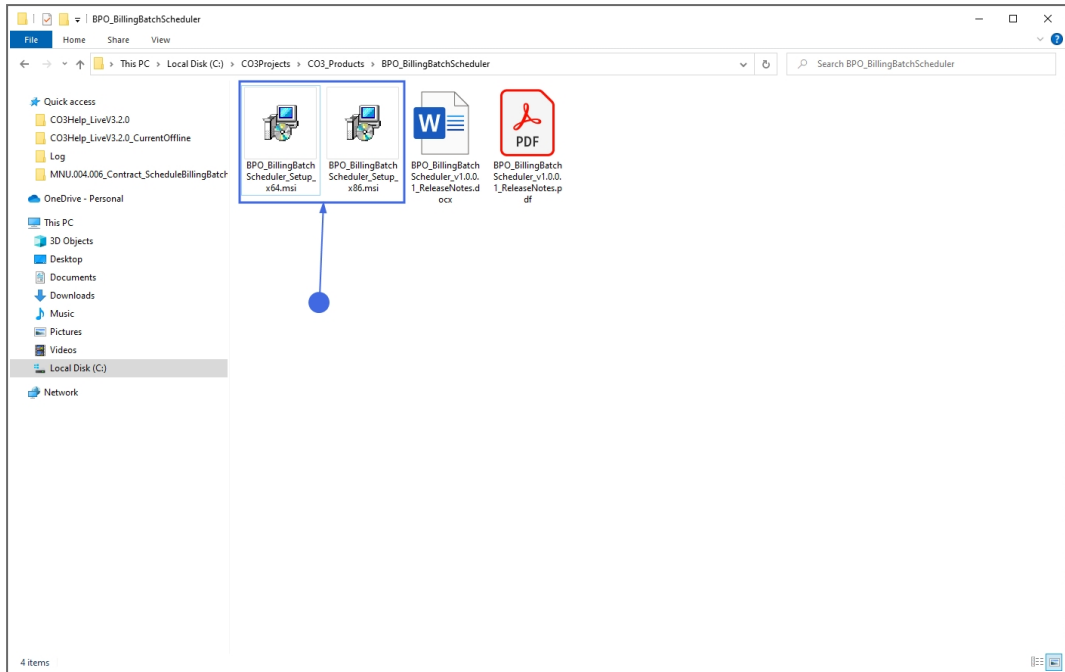 BPO_BillingBatchScheduler
File Home Share View
This PC > Local Disk (C:) > CO3Projects > CO3_Products > BPO_BillingBatchScheduler
Search BPO_BillingBatchScheduler
Quick access
CO3Help_LiveV3.2.0
CO3Help_LiveV3.2.0_CurrentOffline
Log
MNU.004.006_Contract_ScheduleBillingBatch
OneDrive - Personal
This PC
3D Objects
Desktop
Documents
Downloads
Music
Pictures
Videos
Local Disk (C:)
Network
BPO_BillingBatch
Scheduler_Setup_
x64.msi
BPO_BillingBatch
Scheduler_Setup_
x86.msi
W
BPO_BillingBatch
Scheduler_v1.0.0.
1_ReleaseNotes.d
ocx
PDF
BPO_BillingBatch
Scheduler_v1.0.0.
1_ReleaseNotes.p
df
4 items